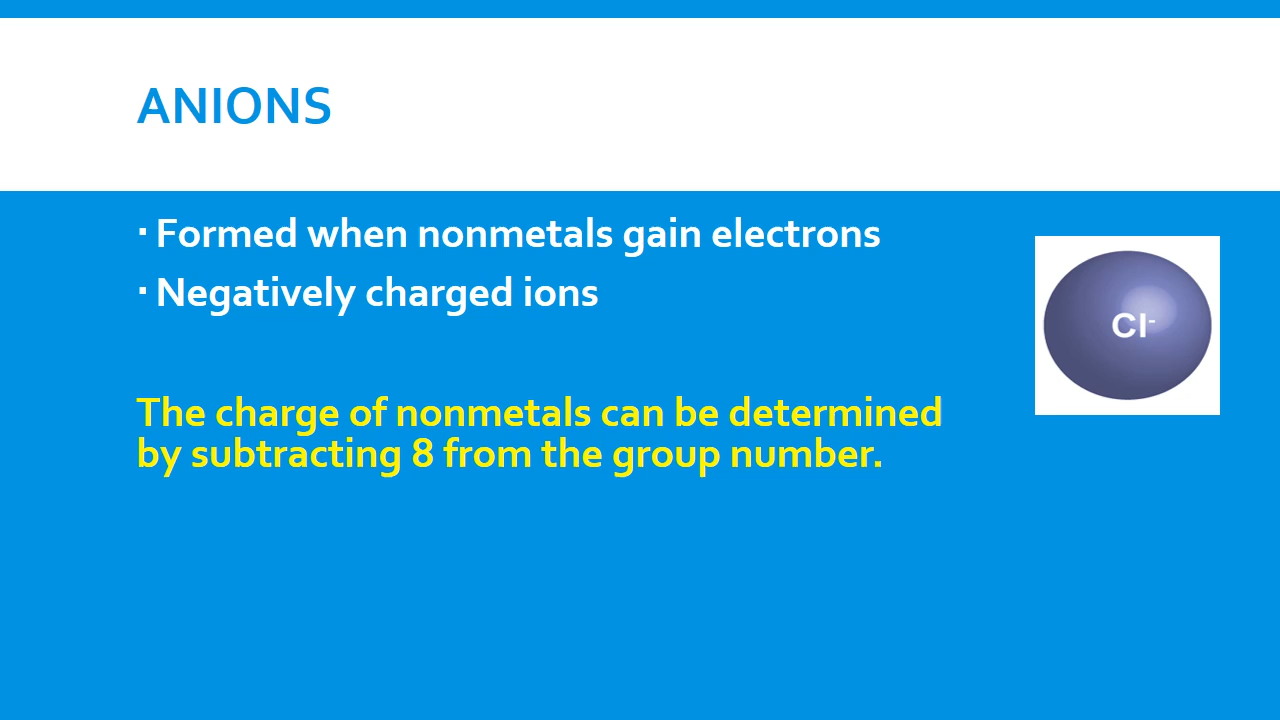 ANIONS
▪ Formed when nonmetals gain electrons
▪ Negatively charged ions
Cl-
The charge of nonmetals can be determined
by subtracting 8 from the group number.